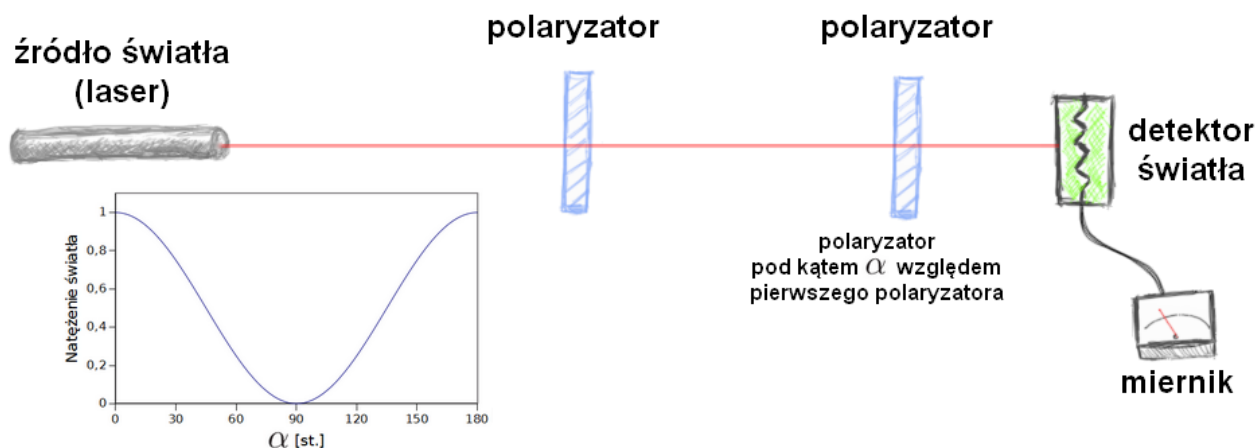 źródło światła
(laser)
polaryzator
polaryzator
detektor
światła
polaryzator
pod kątem α względem
pierwszego polaryzatora
miernik
Natężenie światła
1
0,8
0,6
0,4
0,2
0
0 30 60 90 120 150 180
α [st.]